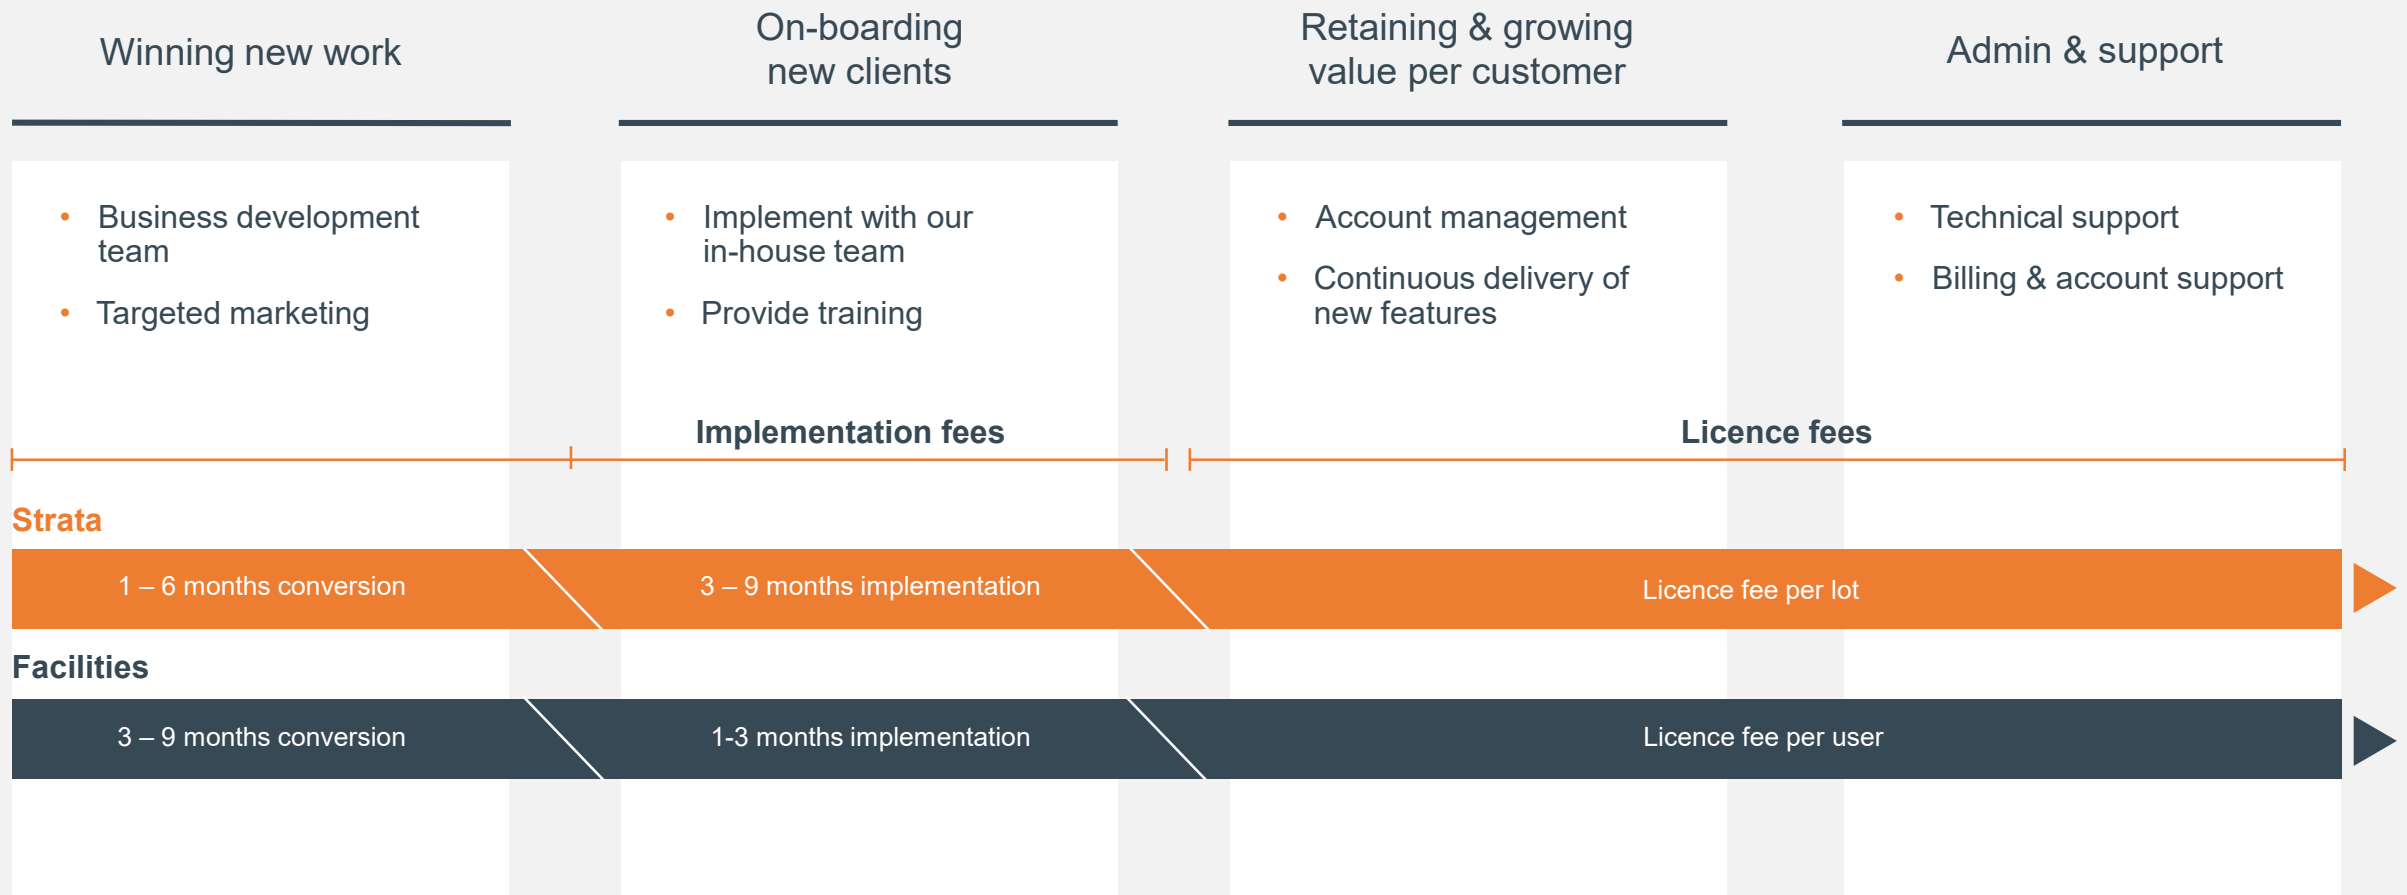 Winning new work
On-boarding
new clients
Retaining & growing
value per customer
Admin & support
• Business development
team
• Targeted marketing
• Implement with our
in-house team
• Provide training
• Account management
• Continuous delivery of
new features
• Technical support
• Billing & account support
Implementation fees
Licence fees
Strata
1 – 6 months conversion
3 – 9 months implementation
Licence fee per lot
Facilities
3 – 9 months conversion
1-3 months implementation
Licence fee per user